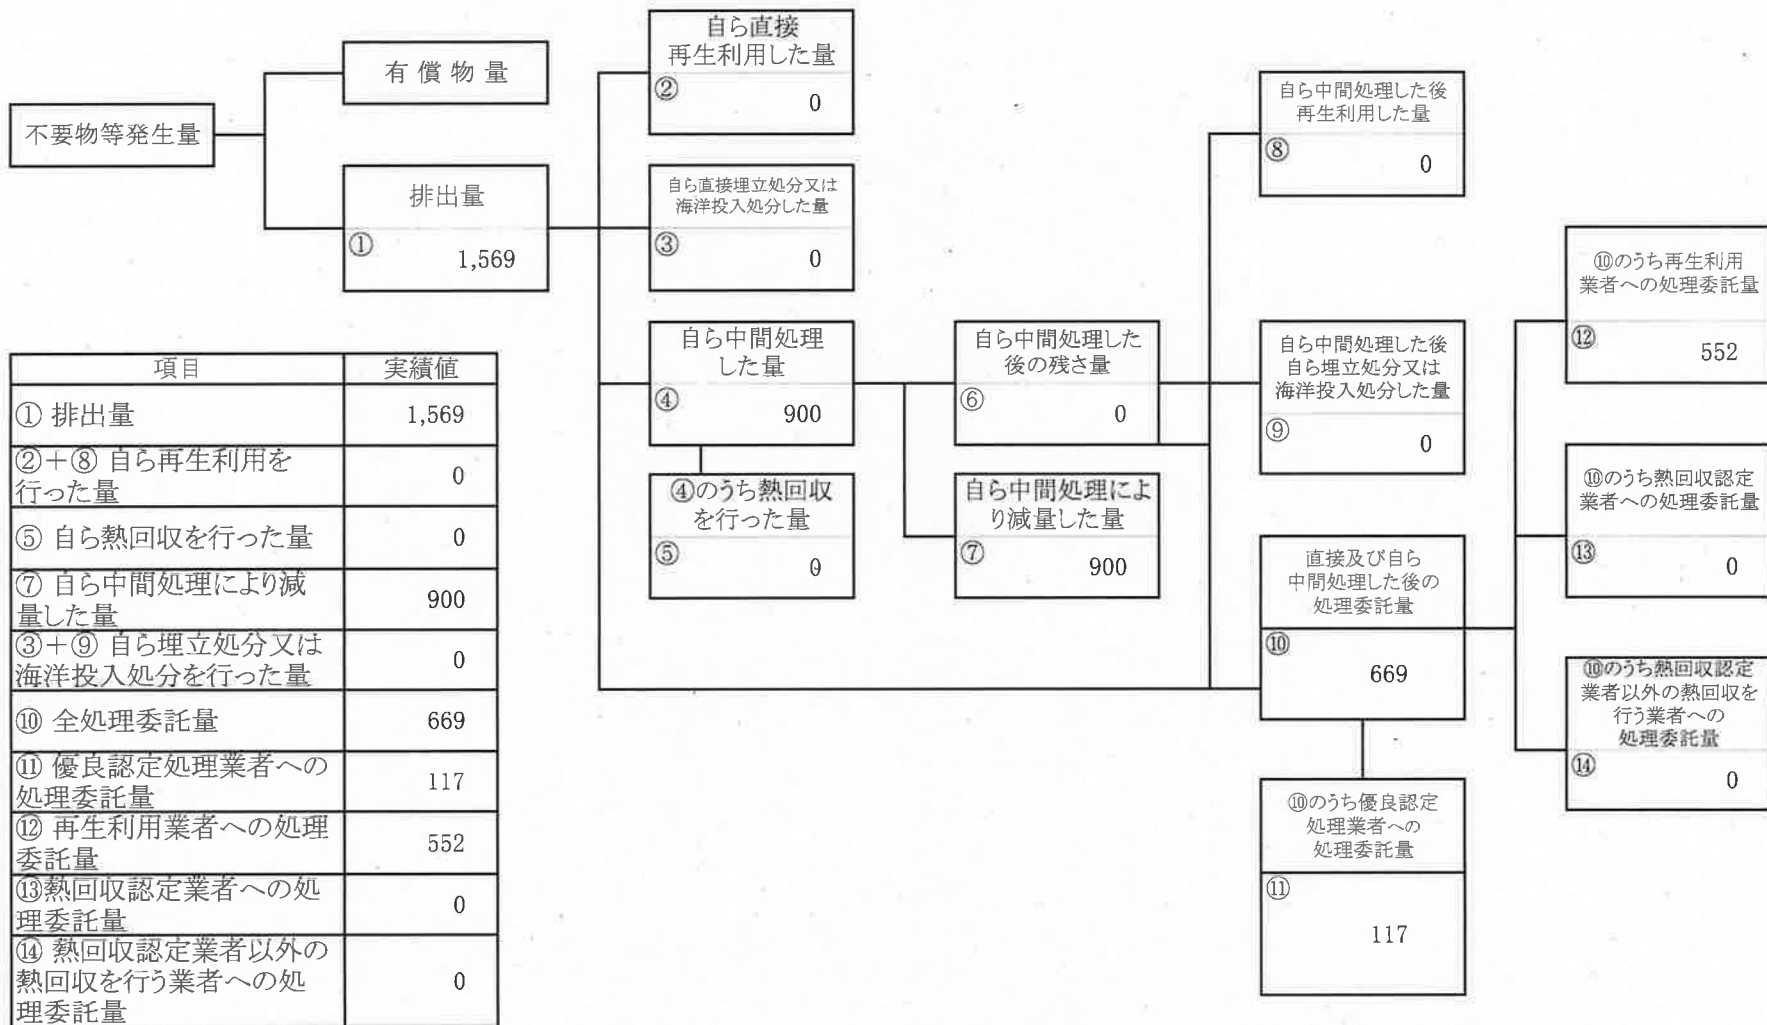 不要物等発生量
有償物量
排出量
①
1,569
自ら直接
再生利用した量
②
0
自ら直接埋立処分又は
海洋投入処分した量
③
0
自ら中間処理
した量
④
900
④のうち熱回収
を行った量
⑤
0
自ら中間処理した
後の残さ量
⑥
0
自ら中間処理によ
り減量した量
⑦
900
自ら中間処理した後
再生利用した量
⑧
0
自ら中間処理した後
自ら埋立処分又は
海洋投入処分した量
⑨
0
直接及び自ら
中間処理した後の
処理委託量
⑩
669
⑩のうち優良認定
処理業者への
処理委託量
⑪
117
⑩のうち再生利用
業者への処理委託量
⑫
552
⑩のうち熱回収認定
業者への処理委託量
⑬
0
⑩のうち熱回収認定
業者以外の熱回収を
行う業者への
処理委託量
⑭
0
項目 実績値
① 排出量 1,569
②+⑧ 自ら再生利用を
行った量 0
⑤ 自ら熱回収を行った量 0
⑦ 自ら中間処理により減
量した量 900
③+⑨ 自ら埋立処分又は
海洋投入処分を行った量 0
⑩ 全処理委託量 669
⑪ 優良認定処理業者への
処理委託量 117
⑫ 再生利用業者への処理
委託量 552
⑬熱回収認定業者への処
理委託量 0
⑭ 熱回収認定業者以外の
熱回収を行う業者への処
理委託量 0